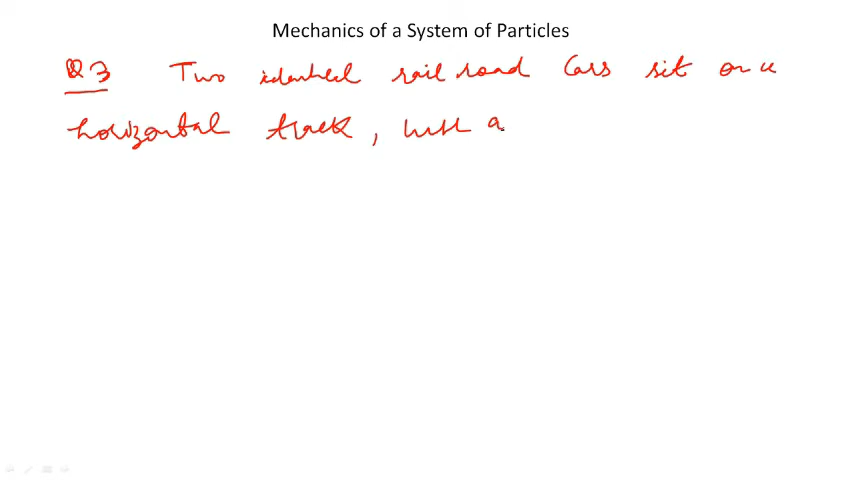 Mechanics of a System of Particles
Q3 Two identical rail road Cars sit on a
horizontal track, with a